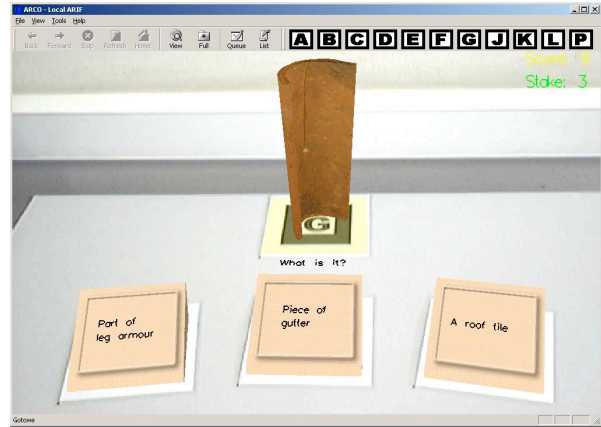 ARCO - Local ARIF
File View Tools Help
Back Forward Stop Refresh Home View Full Queue List A B C D E F G J K L P
Score: 9
Stake: 3
G
What is it?
Part of
leg armour
Piece of
gutter
A roof tile
Gotowe